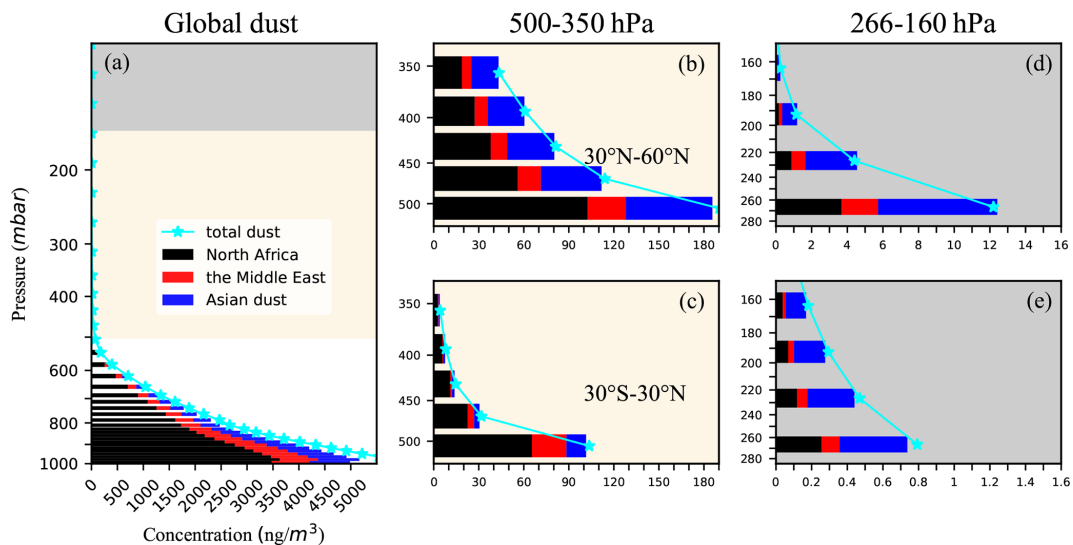 Global dust
500-350 hPa
266-160 hPa
(a)
Pressure (mbar)
200
300
400
600
800
1000
total dust
North Africa
the Middle East
Asian dust
0 500 1000 1500 2000 2500 3000 3500 4000 4500 5000
Concentration (ng/m³)
(b)
350
400
450
500
30°N-60°N
0 30 60 90 120 150 180
(d)
160
180
200
220
240
260
280
0 2 4 6 8 10 12 14 16
(c)
350
400
450
500
30°S-30°N
0 30 60 90 120 150 180
(e)
160
180
200
220
240
260
280
0.0 0.2 0.4 0.6 0.8 1.0 1.2 1.4 1.6